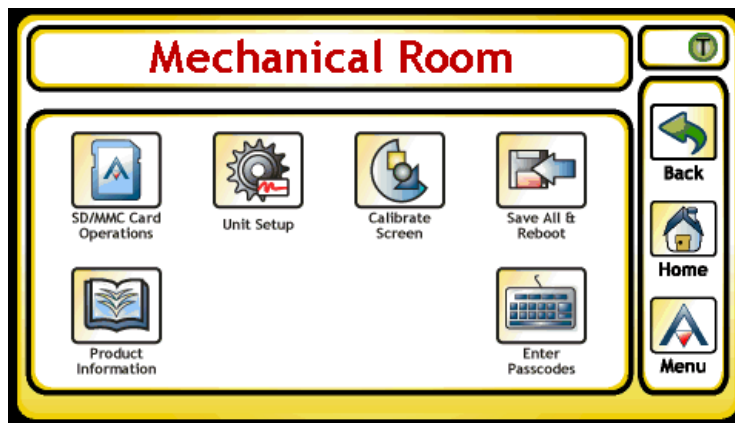 Mechanical Room
T
SD/MMC Card
Operations
Unit Setup
Calibrate
Screen
Save All &
Reboot
Product
Information
Enter
Passcodes
Back
Home
Menu